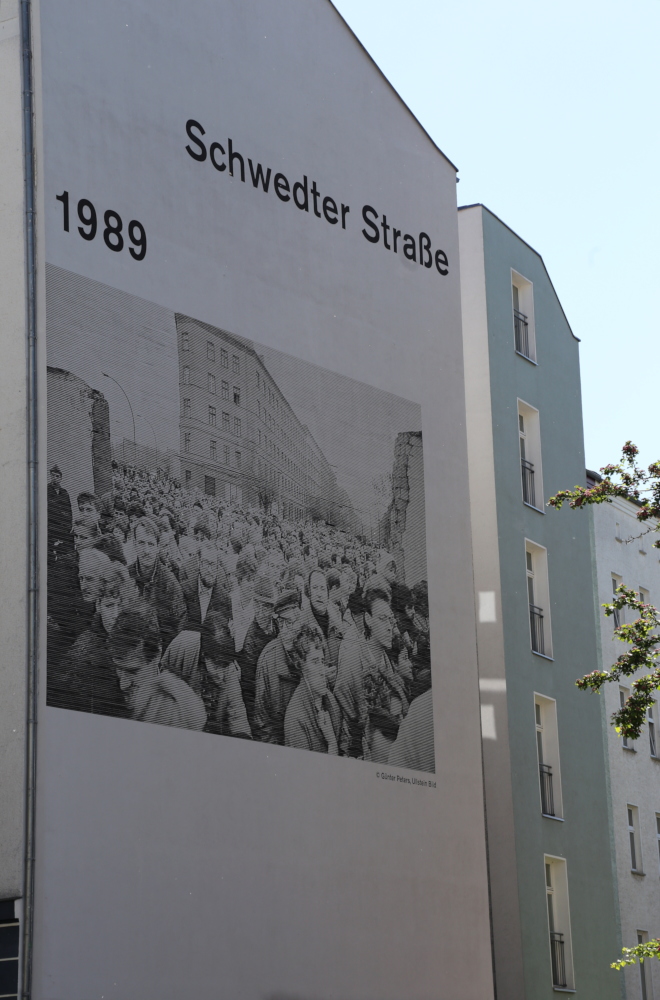 Schwedter Straße
1989
© Günter Peters, Ullstein Bild